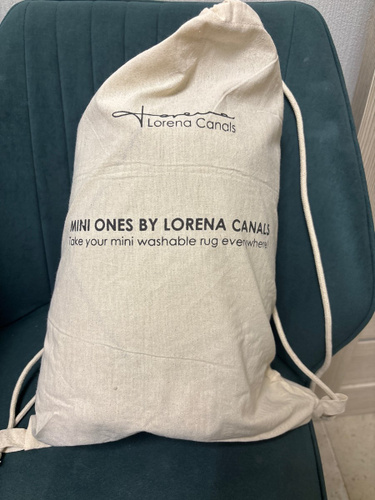 Lorena
Lorena Canals
MINI ONES BY LORENA CANALS
Take your mini washable rug everywhere!